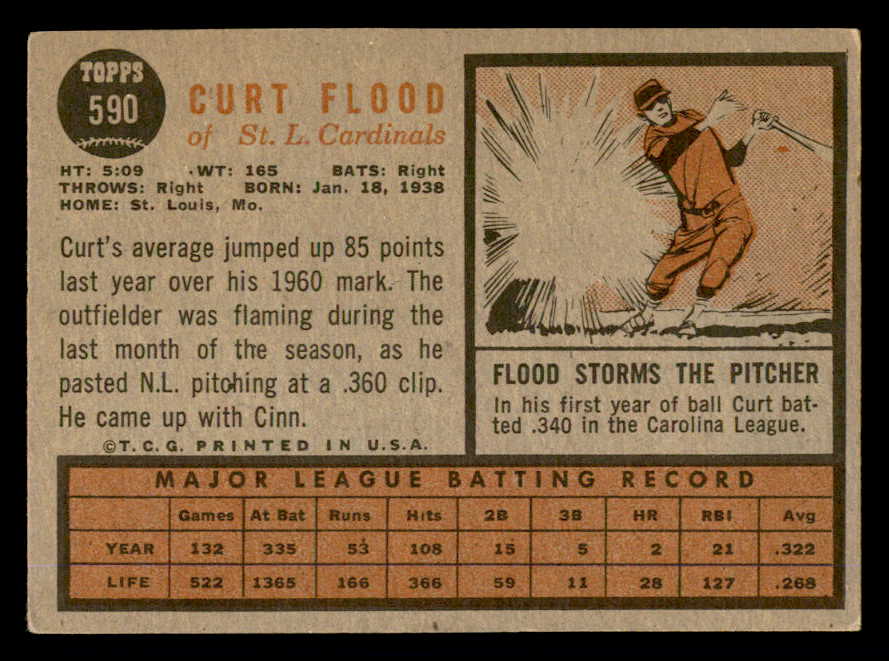 TOPPS
590
CURT FLOOD
of St. L. Cardinals
HT: 5:09 WT: 165 BATS: Right
THROWS: Right BORN: Jan. 18, 1938
HOME: St. Louis, Mo.
Curt's average jumped up 85 points
last year over his 1960 mark. The
outfielder was flaming during the
last month of the season, as he
pasted N.L. pitching at a .360 clip.
He came up with Cinn.
©T.C.G. PRINTED IN U.S.A.
FLOOD STORMS THE PITCHER
In his first year of ball Curt bat-
ted .340 in the Carolina League.
MAJOR LEAGUE BATTING RECORD
Games At Bat Runs Hits 2B 3B HR RBI Avg
YEAR 132 335 53 108 15 5 2 21 .322
LIFE 522 1365 166 366 59 11 28 127 .268